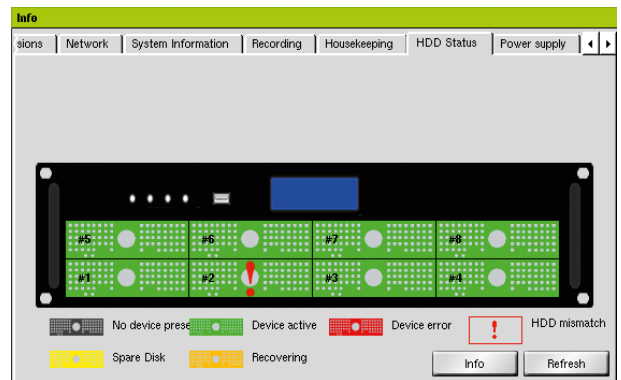 Info
sions Network System Information Recording Housekeeping HDD Status Power supply
#5 #6 #7 #8
#1 #2 #3 #4
No device prese Device active Device error ! HDD mismatch
Spare Disk Recovering Info Refresh